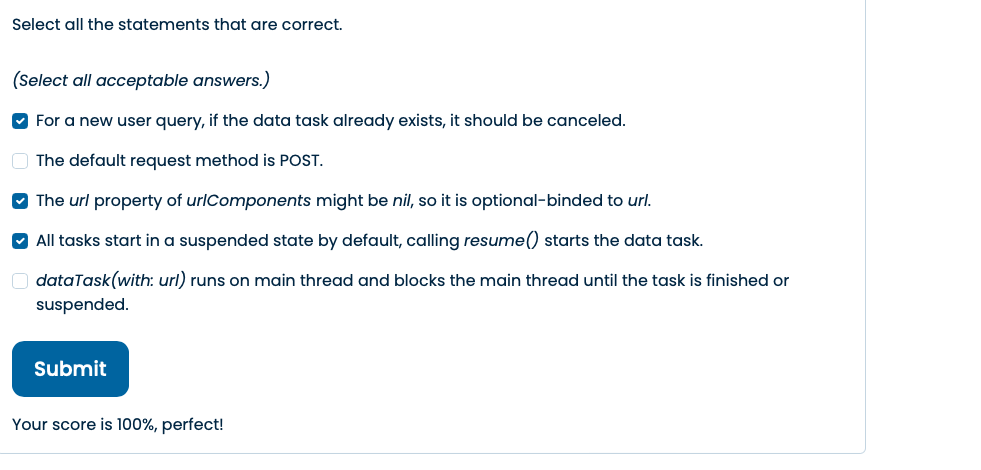 Select all the statements that are correct.
(Select all acceptable answers.)
For a new user query, if the data task already exists, it should be canceled.
The default request method is POST.
The url property of urlComponents might be nil, so it is optional-binded to url.
All tasks start in a suspended state by default, calling resume() starts the data task.
dataTask(with: url) runs on main thread and blocks the main thread until the task is finished or
suspended.
Submit
Your score is 100%, perfect!